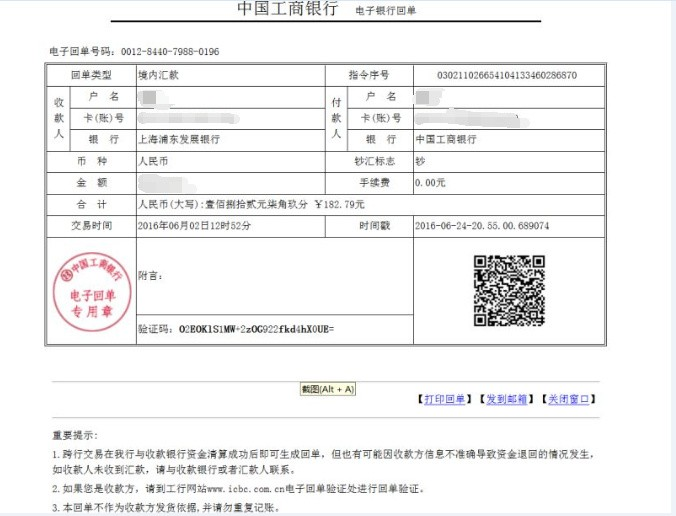 中国工商银行 电子银行回单
电子回单号码：0012-8440-7988-0196
回单类型 境内汇款 指令序号 030211026654104133460286870
收款人 户 名 付款人 户 名
卡(账)号 卡(账)号
银 行 上海浦东发展银行 银 行 中国工商银行
币 种 人民币 钞汇标志 钞
金 额 手续费 0.00元
合 计 人民币(大写):壹佰捌拾贰元柒角玖分 ¥182.79元
交易时间 2016年06月02日12时52分 时间戳 2016-06-24-20.55.00.689074
中国工商银行
电子回单
专用章
附言：
验证码：O2EOKlS1MW+2zOG922fkd4hX0UE=
截图(Alt + A)
【打印回单】【发到邮箱】【关闭窗口】
重要提示:
1.跨行交易在我行与收款银行资金清算成功后即可生成回单，但也有可能因收款方信息不准确导致资金退回的情况发生，
如收款人未收到汇款，请与收款银行或者汇款人联系。
2.如果您是收款方，请到工行网站www.icbc.com.cn电子回单验证处进行回单验证。
3.本回单不作为收款方发货依据,并请勿重复记账。